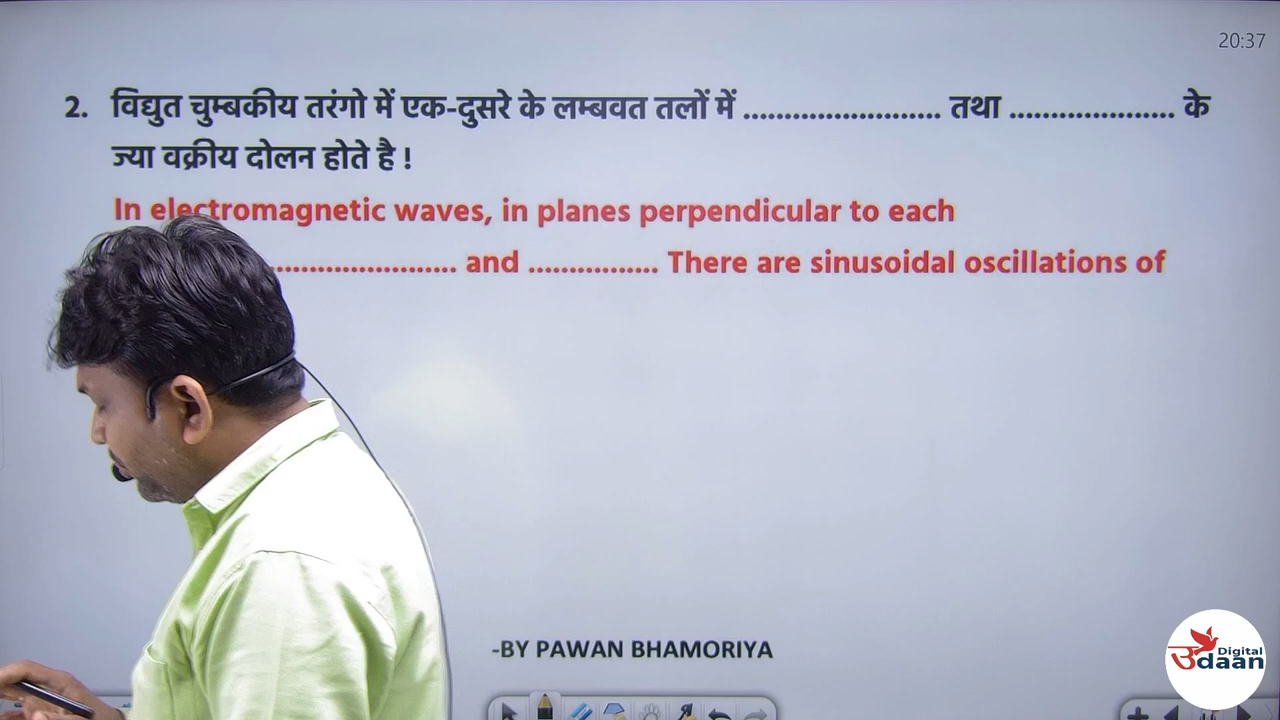 20:37
2. विद्युत चुम्बकीय तरंगो में एक-दुसरे के लम्बवत तलों में ........................ तथा .................... के
ज्या वक्रीय दोलन होते है !
In electromagnetic waves, in planes perpendicular to each
...................... and ................ There are sinusoidal oscillations of
-BY PAWAN BHAMORIYA
Digital
उdaan